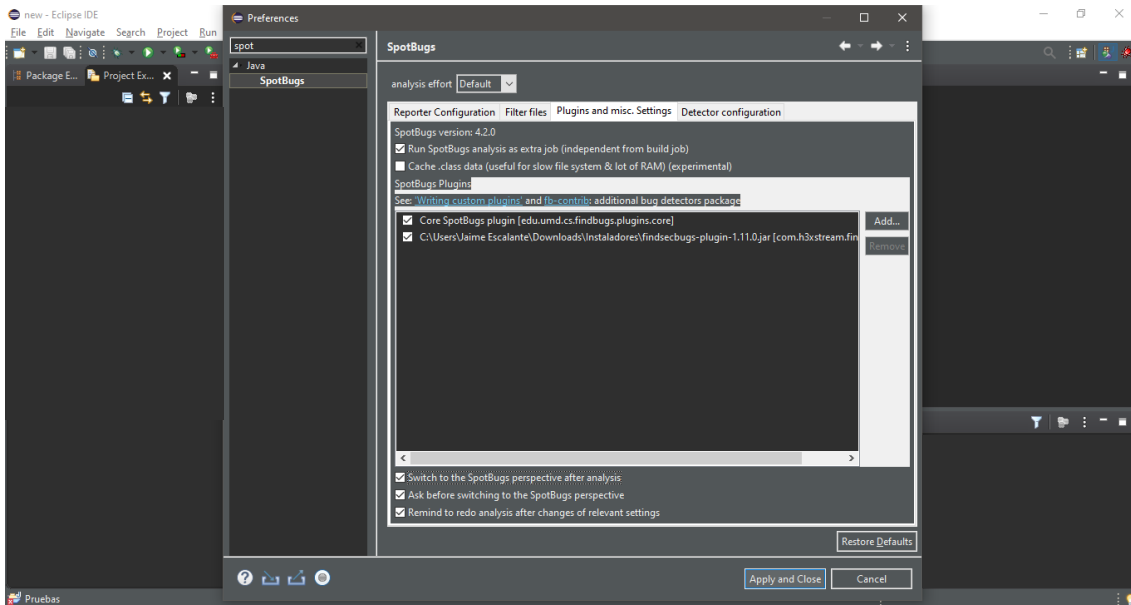 new - Eclipse IDE
File Edit Navigate Search Project Run
Package E... Project Ex...
Pruebas
Preferences
spot
Java
SpotBugs
SpotBugs
analysis effort Default
Reporter Configuration Filter files Plugins and misc. Settings Detector configuration
SpotBugs version: 4.2.0
Run SpotBugs analysis as extra job (independent from build job)
Cache .class data (useful for slow file system & lot of RAM) (experimental)
SpotBugs Plugins
See: 'Writing custom plugins' and fb-contrib: additional bug detectors package
Core SpotBugs plugin [edu.umd.cs.findbugs.plugins.core]
C:\Users\Jaime Escalante\Downloads\Instaladores\findsecbugs-plugin-1.11.0.jar [com.h3xstream.fin
Add...
Remove
Switch to the SpotBugs perspective after analysis
Ask before switching to the SpotBugs perspective
Remind to redo analysis after changes of relevant settings
Restore Defaults
Apply and Close Cancel